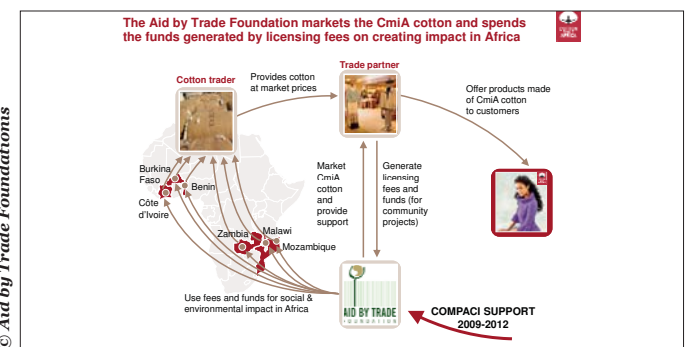 The Aid by Trade Foundation markets the CmiA cotton and spends
the funds generated by licensing fees on creating impact in Africa
Trade partner
Cotton trader
Provides cotton
at market prices
Offer products made
of CmiA cotton
to customers
Burkina
Faso
Benin
Côte
d'Ivoire
Market
CmiA
cotton
and
provide
support
Generate
licensing
fees and
funds (for
community
projects)
Zambia
Malawi
Mozambique
Use fees and funds for social &
environmental impact in Africa
AID BY TRADE
FOUNDATION
COMPACI SUPPORT
2009-2012
© Aid by Trade Foundations